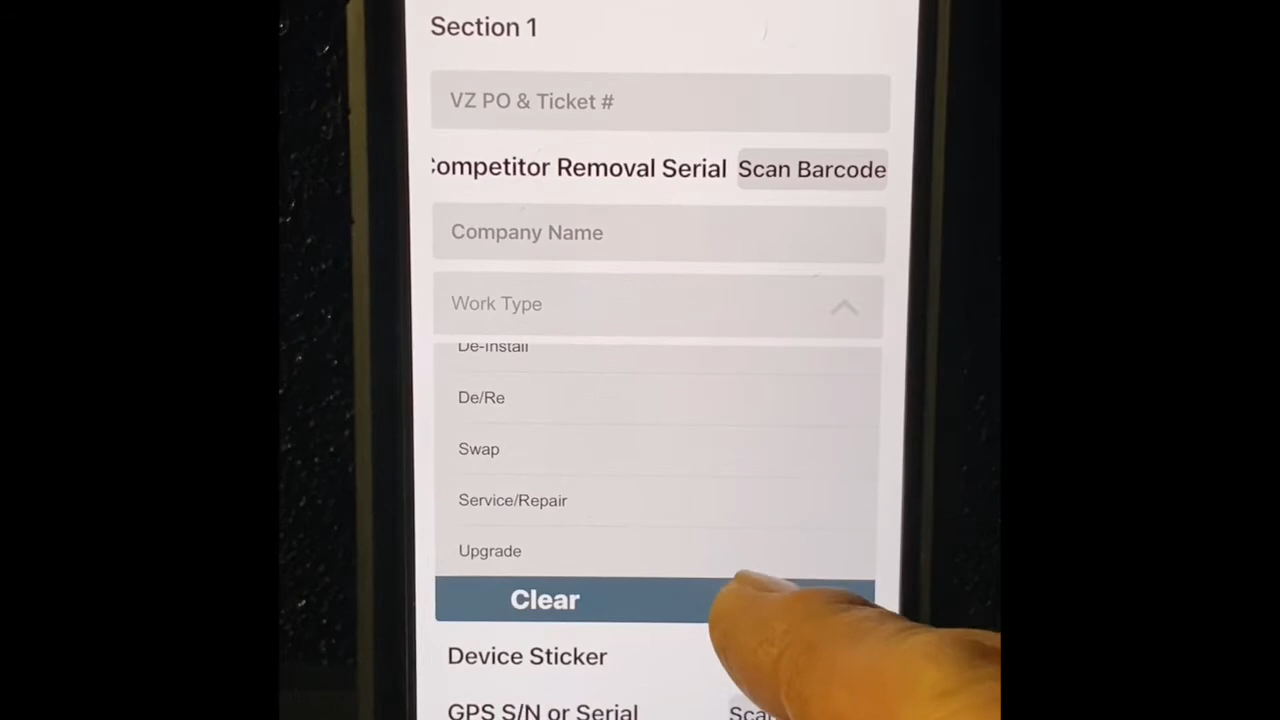 Section 1
VZ PO & Ticket #
ompetitor Removal Serial Scan Barcode
Company Name
Work Type
De-Install
De/Re
Swap
Service/Repair
Upgrade
Clear
Device Sticker
GPS S/N or Serial